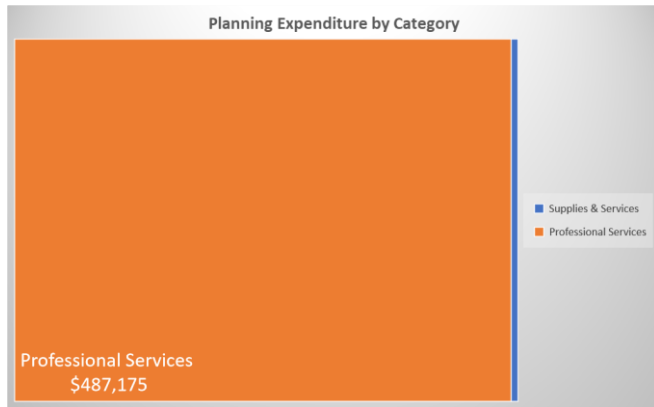 Planning Expenditure by Category
Supplies & Services
Professional Services
Professional Services
$487,175